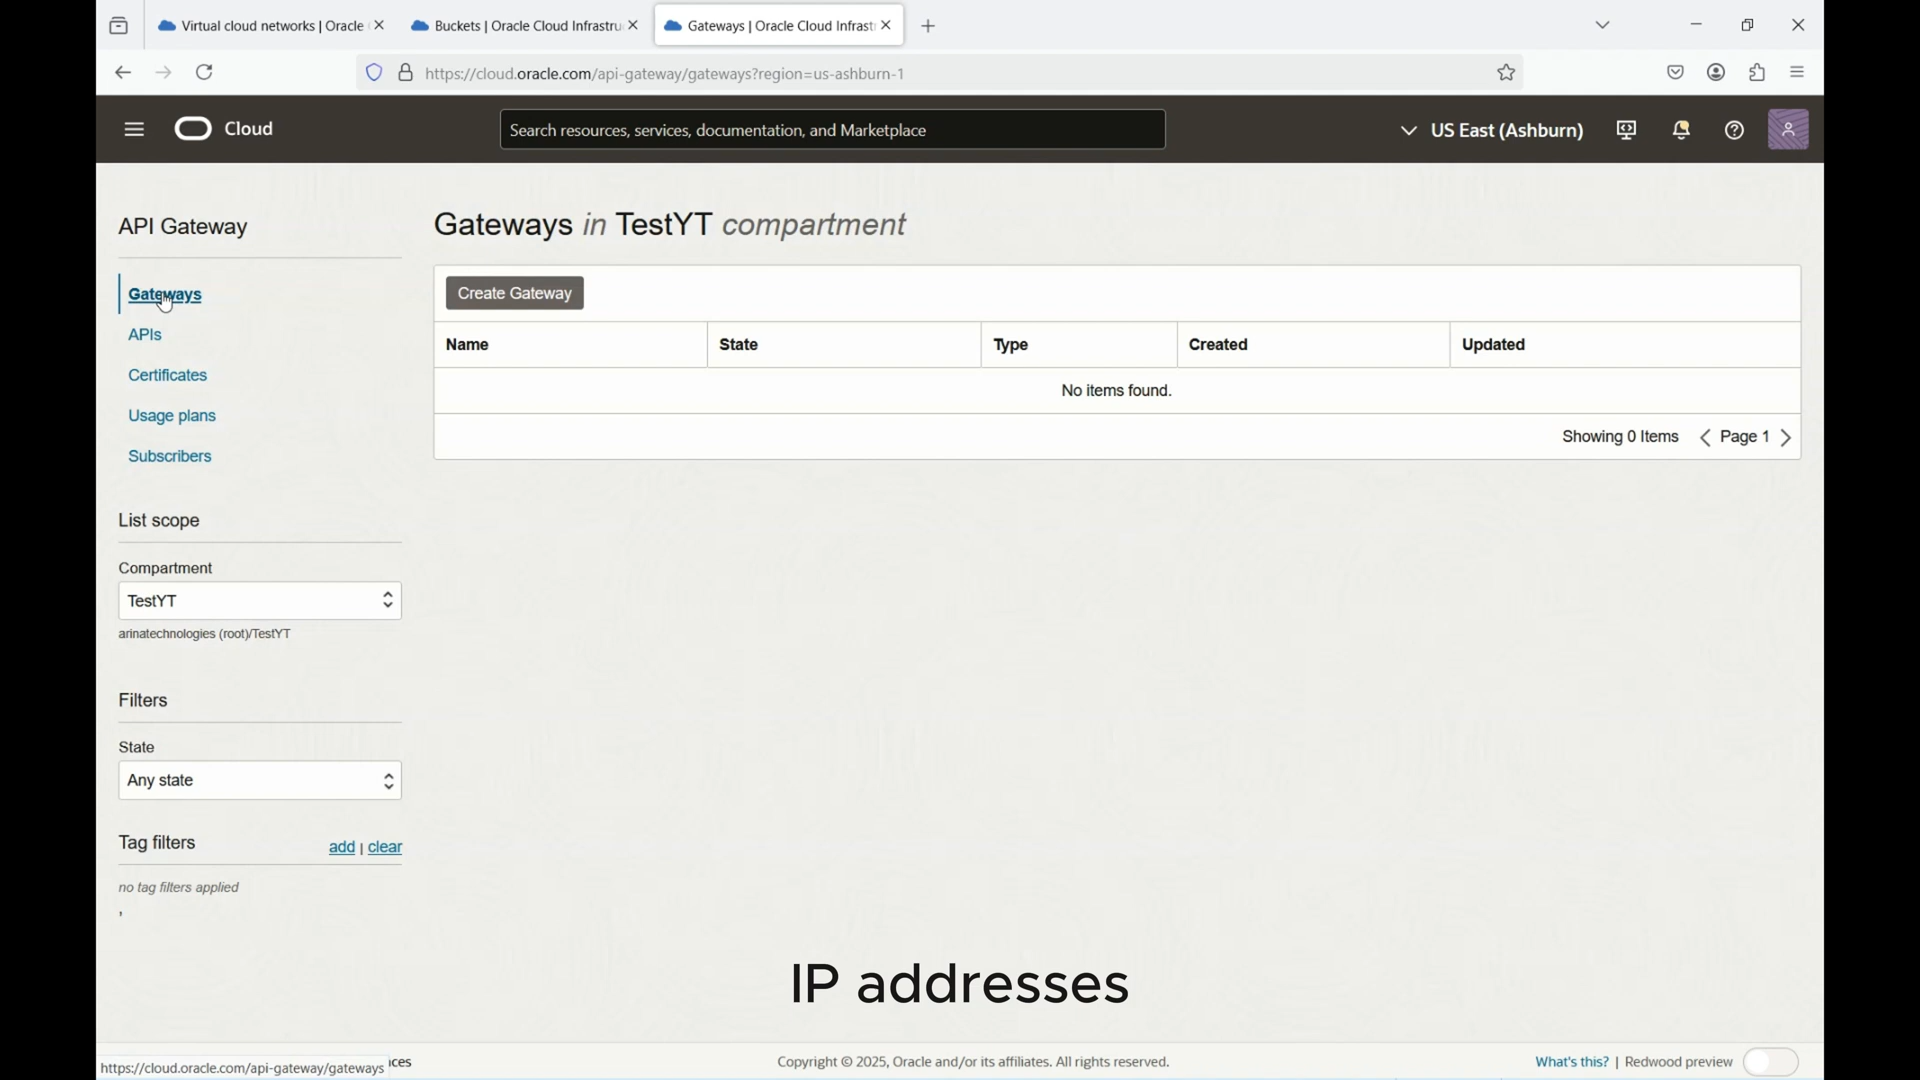 Virtual cloud networks | Oracle
Buckets | Oracle Cloud Infrastru
Gateways | Oracle Cloud Infrast
https://cloud.oracle.com/api-gateway/gateways?region=us-ashburn-1
Cloud
Search resources, services, documentation, and Marketplace
US East (Ashburn)
API Gateway
Gateways
APIs
Certificates
Usage plans
Subscribers
List scope
Compartment
TestYT
arinatechnologies (root)/TestYT
Filters
State
Any state
Tag filters
add | clear
no tag filters applied
,
Gateways in TestYT compartment
Create Gateway
Name State Type Created Updated
No items found.
Showing 0 Items Page 1
IP addresses
https://cloud.oracle.com/api-gateway/gateways
ces
Copyright © 2025, Oracle and/or its affiliates. All rights reserved.
What's this? | Redwood preview